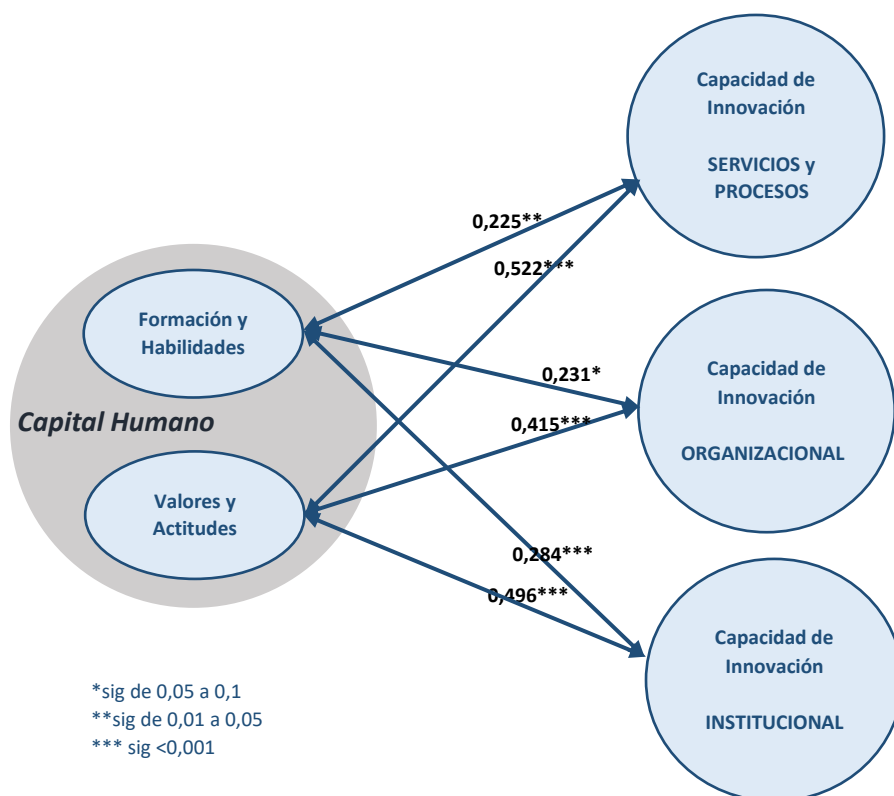 Capacidad de
Innovación
SERVICIOS y
PROCESOS
0,225**
0,522***
Formación y
Habilidades
0,231*
Capacidad de
Innovación
ORGANIZACIONAL
Capital Humano
0,415***
Valores y
Actitudes
0,284***
0,496***
Capacidad de
Innovación
INSTITUCIONAL
*sig de 0,05 a 0,1
**sig de 0,01 a 0,05
*** sig <0,001